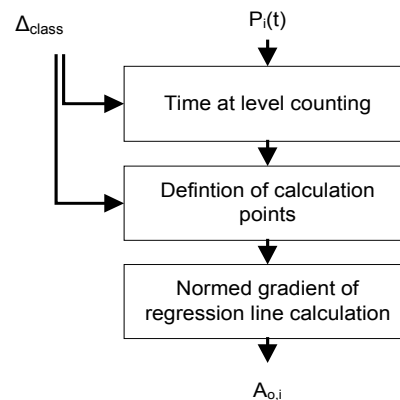 Δclass
Pi(t)
Time at level counting
Defintion of calculation
points
Normed gradient of
regression line calculation
Ao,i